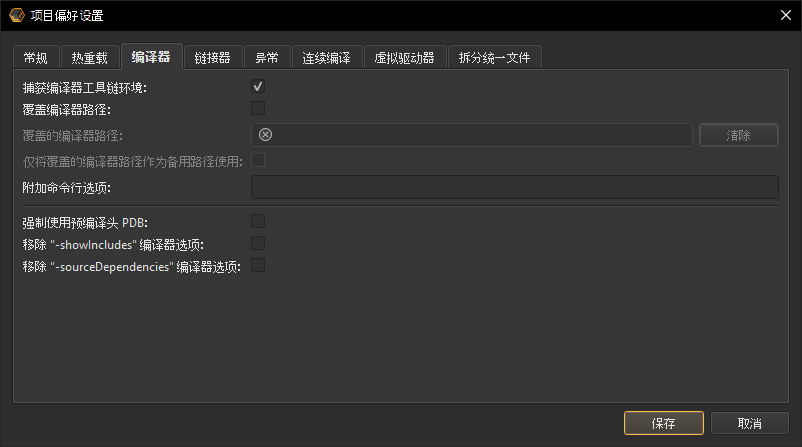 项目偏好设置
常规 热重载 编译器 链接器 异常 连续编译 虚拟驱动器 拆分统一文件
捕获编译器工具链环境:
覆盖编译器路径:
覆盖的编译器路径: 清除
仅将覆盖的编译器路径作为备用路径使用:
附加命令行选项:
强制使用预编译头 PDB:
移除 "-showIncludes" 编译器选项:
移除 "-sourceDependencies" 编译器选项:
保存 取消